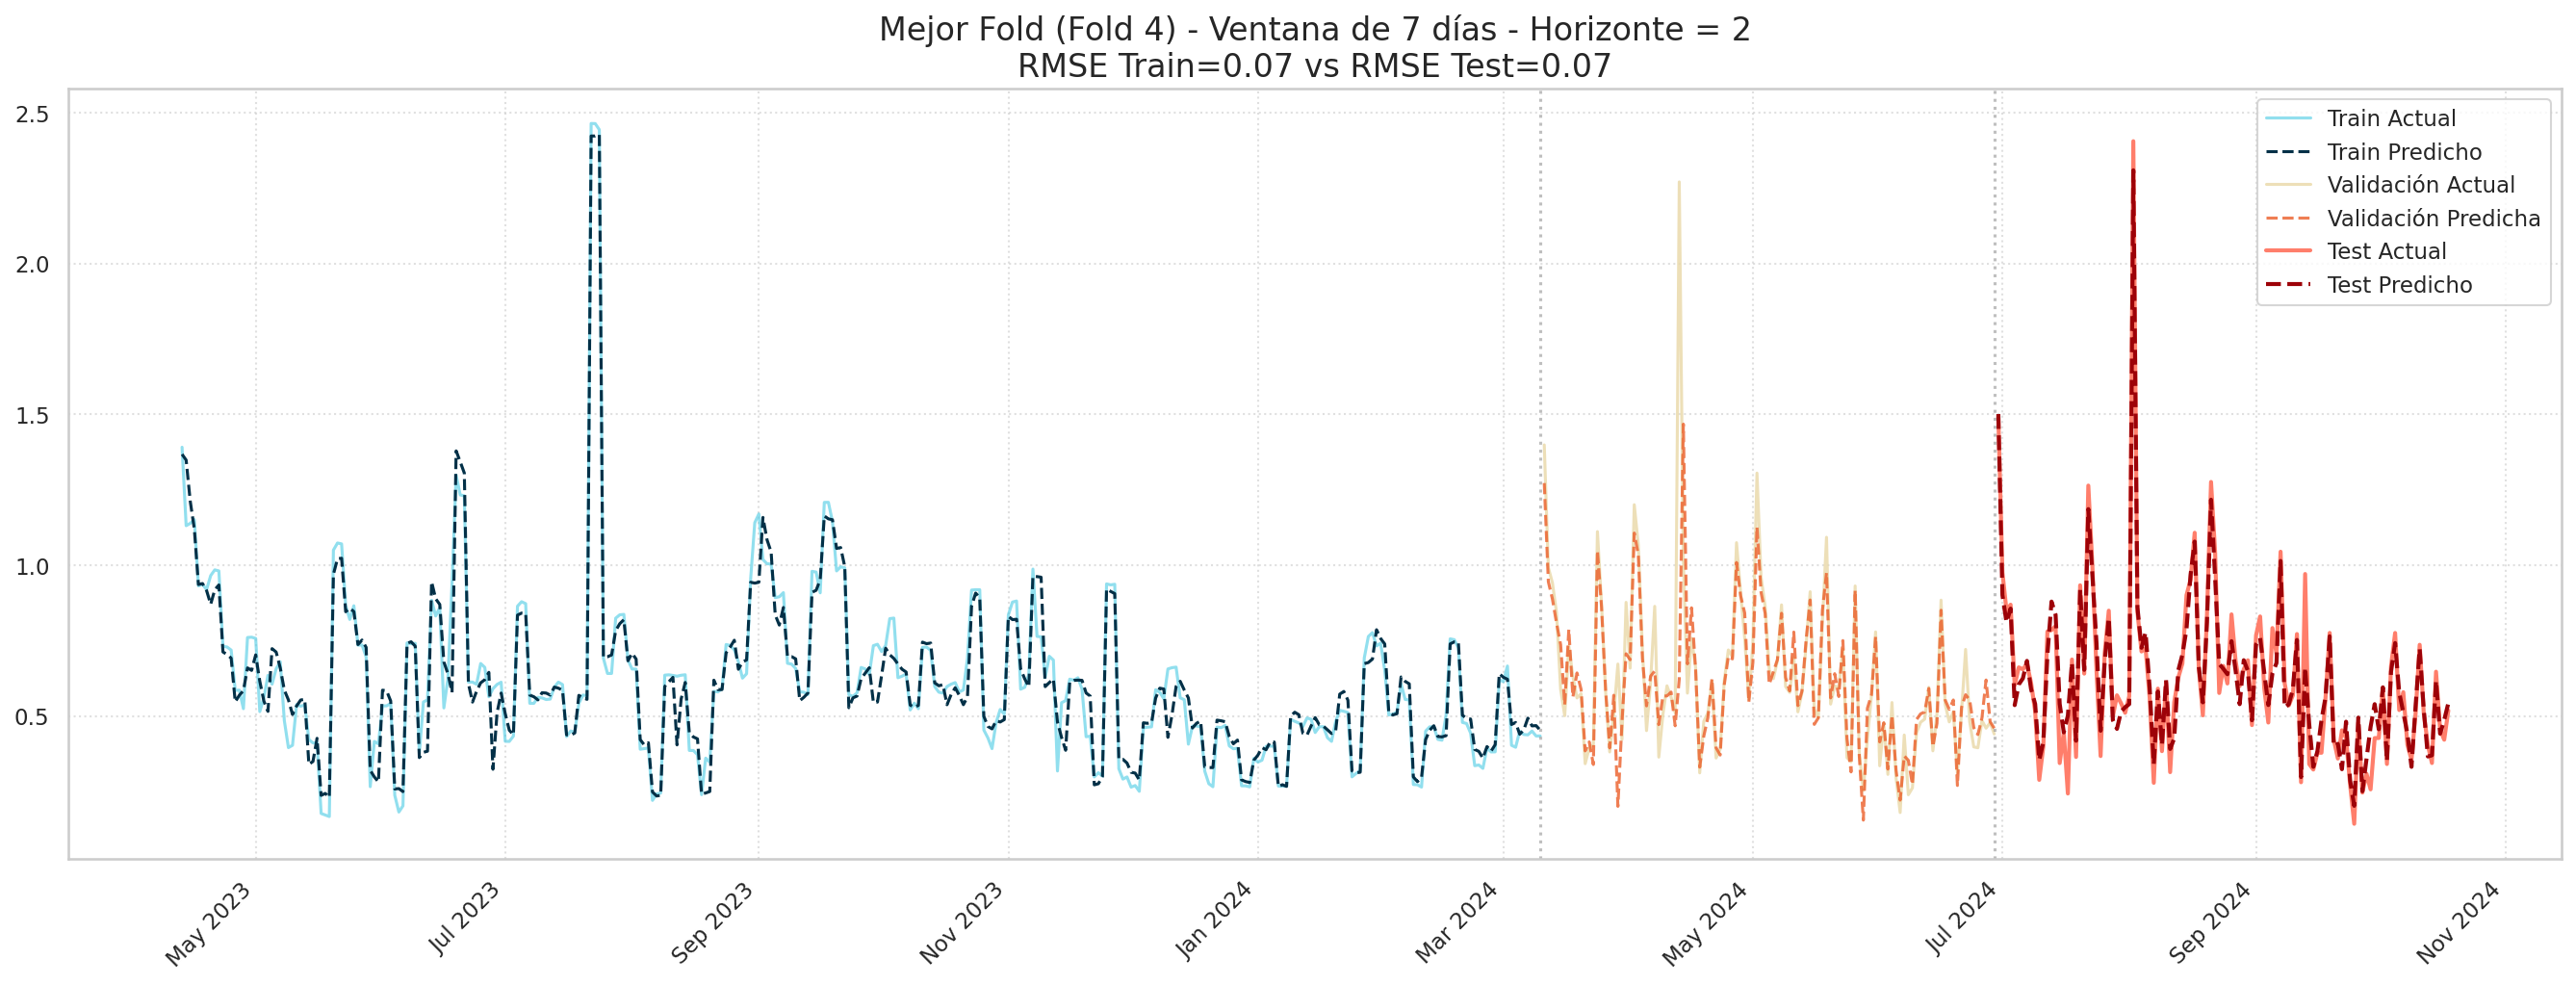 Mejor Fold (Fold 4) - Ventana de 7 días - Horizonte = 2
RMSE Train=0.07 vs RMSE Test=0.07
2.5
2.0
1.5
1.0
0.5
Train Actual
Train Predicho
Validación Actual
Validación Predicha
Test Actual
Test Predicho
May 2023
Jul 2023
Sep 2023
Nov 2023
Jan 2024
Mar 2024
May 2024
Jul 2024
Sep 2024
Nov 2024